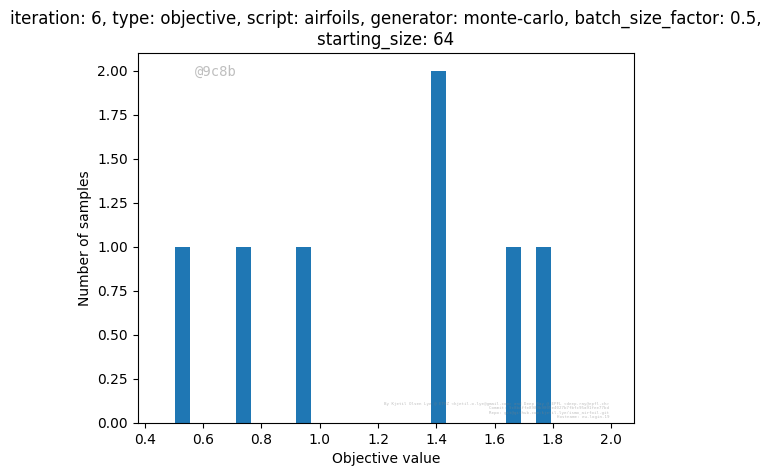 iteration: 6, type: objective, script: airfoils, generator: monte-carlo, batch_size_factor: 0.5,
starting_size: 64
@9c8b
2.00
1.75
1.50
1.25
1.00
0.75
0.50
0.25
0.00
Number of samples
0.4 0.6 0.8 1.0 1.2 1.4 1.6 1.8 2.0
Objective value